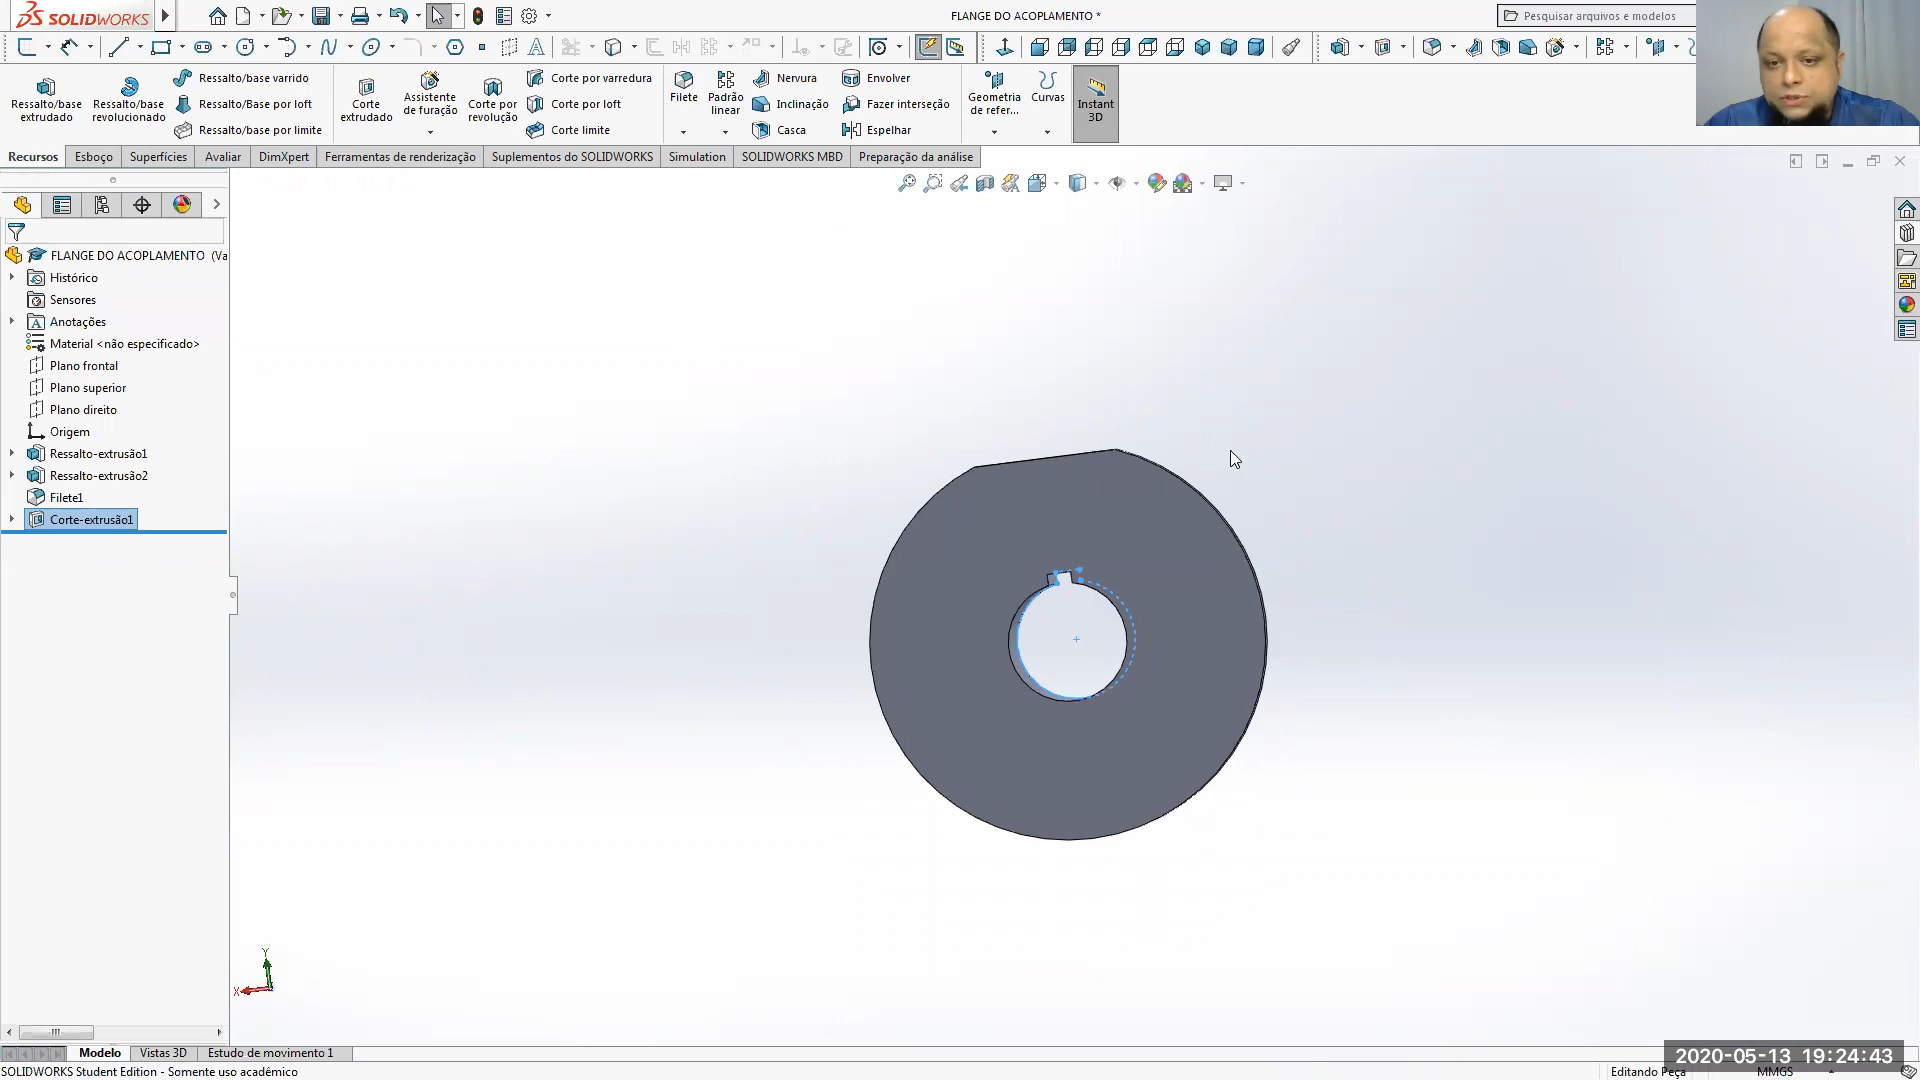 SOLIDWORKS
FLANGE DO ACOPLAMENTO *
Pesquisar arquivos e modelos
Ressalto/base extrudado
Ressalto/base revolucionado
Ressalto/base varrido
Ressalto/Base por loft
Ressalto/base por limite
Corte extrudado
Assistente de furação
Corte por revolução
Corte por varredura
Corte por loft
Corte limite
Filete
Padrão linear
Nervura
Inclinação
Casca
Envolver
Fazer interseção
Espelhar
Geometria de refer...
Curvas
Instant 3D
Recursos
Esboço
Superfícies
Avaliar
DimXpert
Ferramentas de renderização
Suplementos do SOLIDWORKS
Simulation
SOLIDWORKS MBD
Preparação da análise
FLANGE DO ACOPLAMENTO (Va
Histórico
Sensores
Anotações
Material <não especificado>
Plano frontal
Plano superior
Plano direito
Origem
Ressalto-extrusão1
Ressalto-extrusão2
Filete1
Corte-extrusão1
Y
X
Modelo
Vistas 3D
Estudo de movimento 1
SOLIDWORKS Student Edition - Somente uso acadêmico
2020-05-13 19:24:43
Editando Peça
MMGS